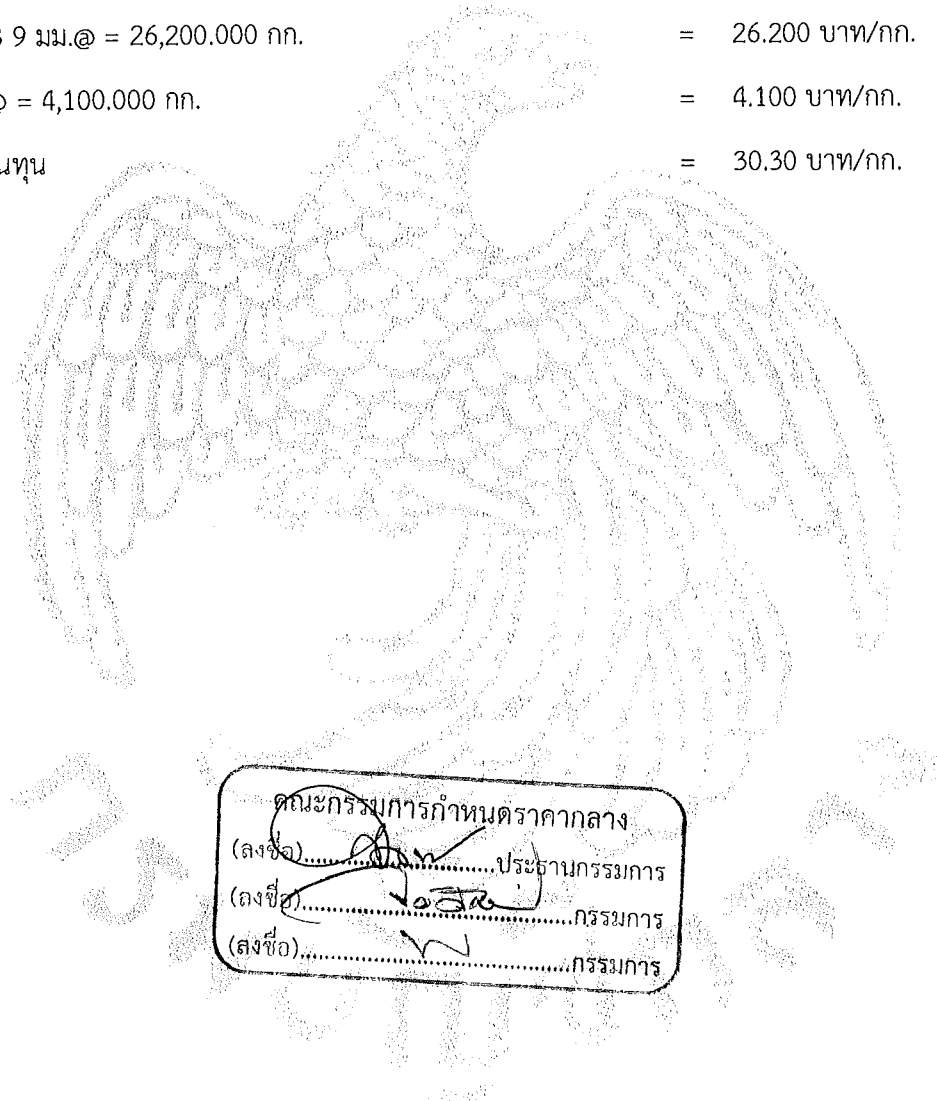 9 มม.@ = 26,200.000 กก. = 26.200 บาท/กก.
= 4,100.000 กก. = 4.100 บาท/กก.
นทุน = 30.30 บาท/กก.
คณะกรรมการกำหนดราคากลาง
(ลงชื่อ)..............................ประธานกรรมการ
(ลงชื่อ)..........................................กรรมการ
(ลงชื่อ)..........................................กรรมการ